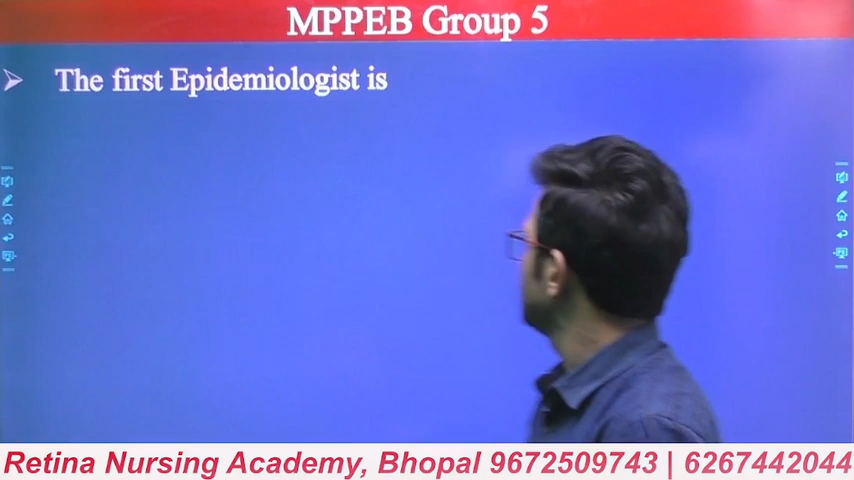 MPPEB Group 5
The first Epidemiologist is
Retina Nursing Academy, Bhopal 9672509743 | 6267442044